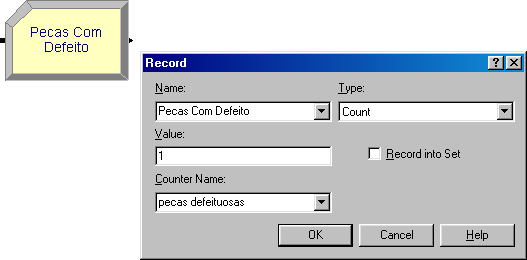 Pecas Com
Defeito
Record
Name:
Type:
Pecas Com Defeito
Count
Value:
1
Record into Set
Counter Name:
pecas defeituosas
OK
Cancel
Help